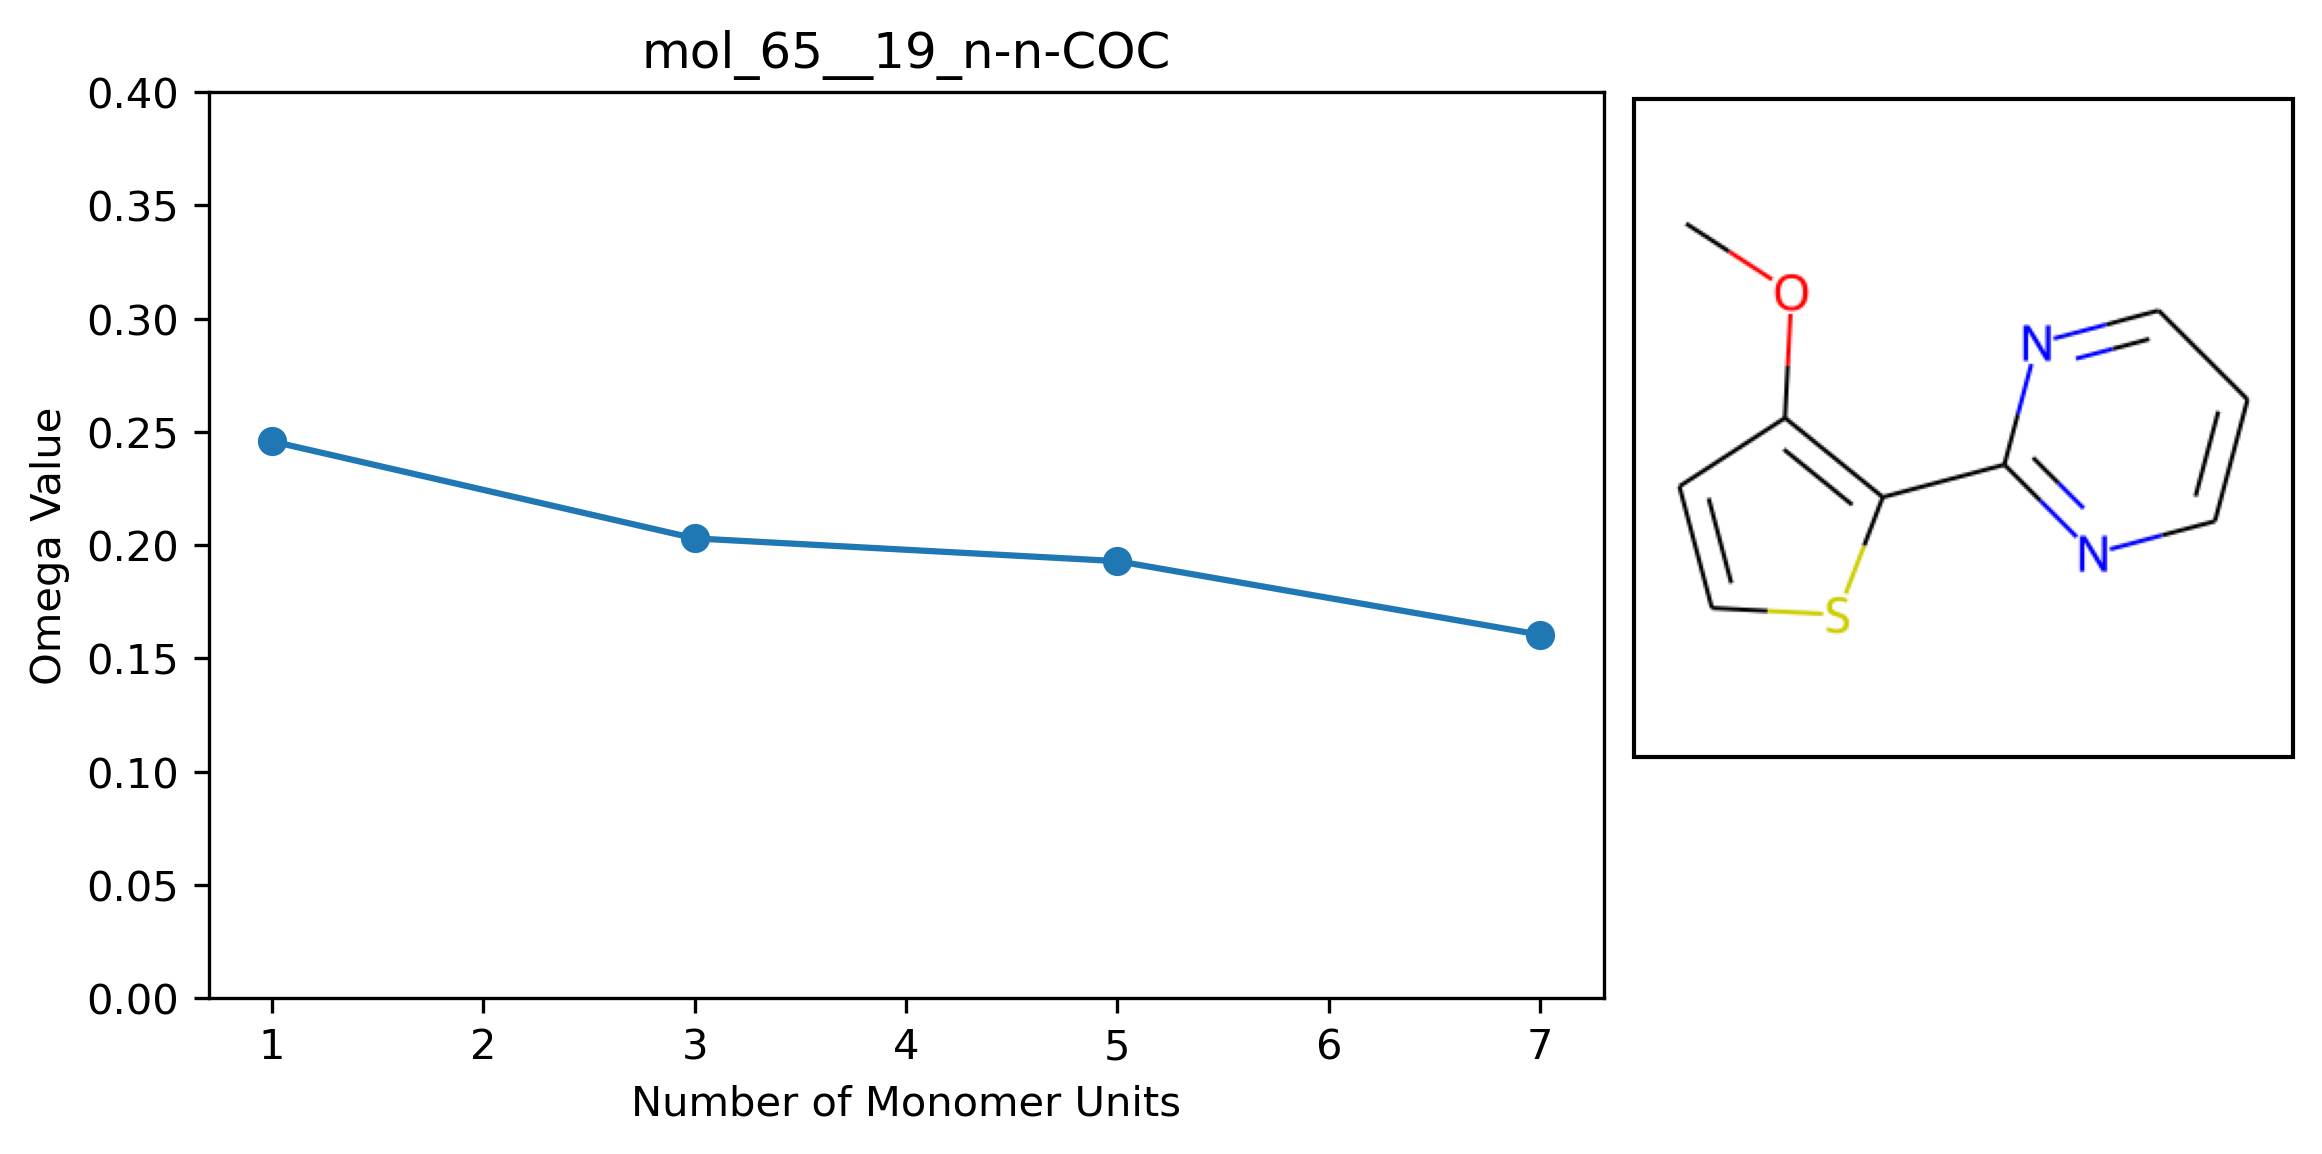 mol_65__19_n-n-COC
0.40
0.35
0.30
0.25
0.20
0.15
0.10
0.05
0.00
Omega Value
1 2 3 4 5 6 7
Number of Monomer Units
O
N
N
S